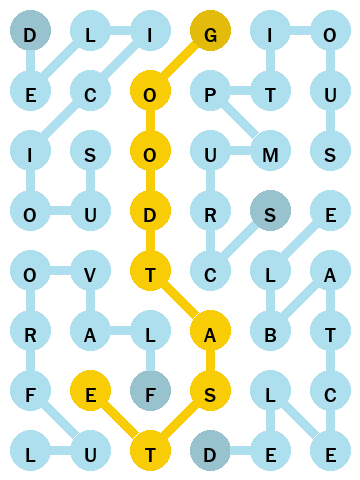 D L I G I O
E C O P T U
I S O U M S
O U D R S E
O V T C L A
R A L A B T
F E F S L C
L U T D E E